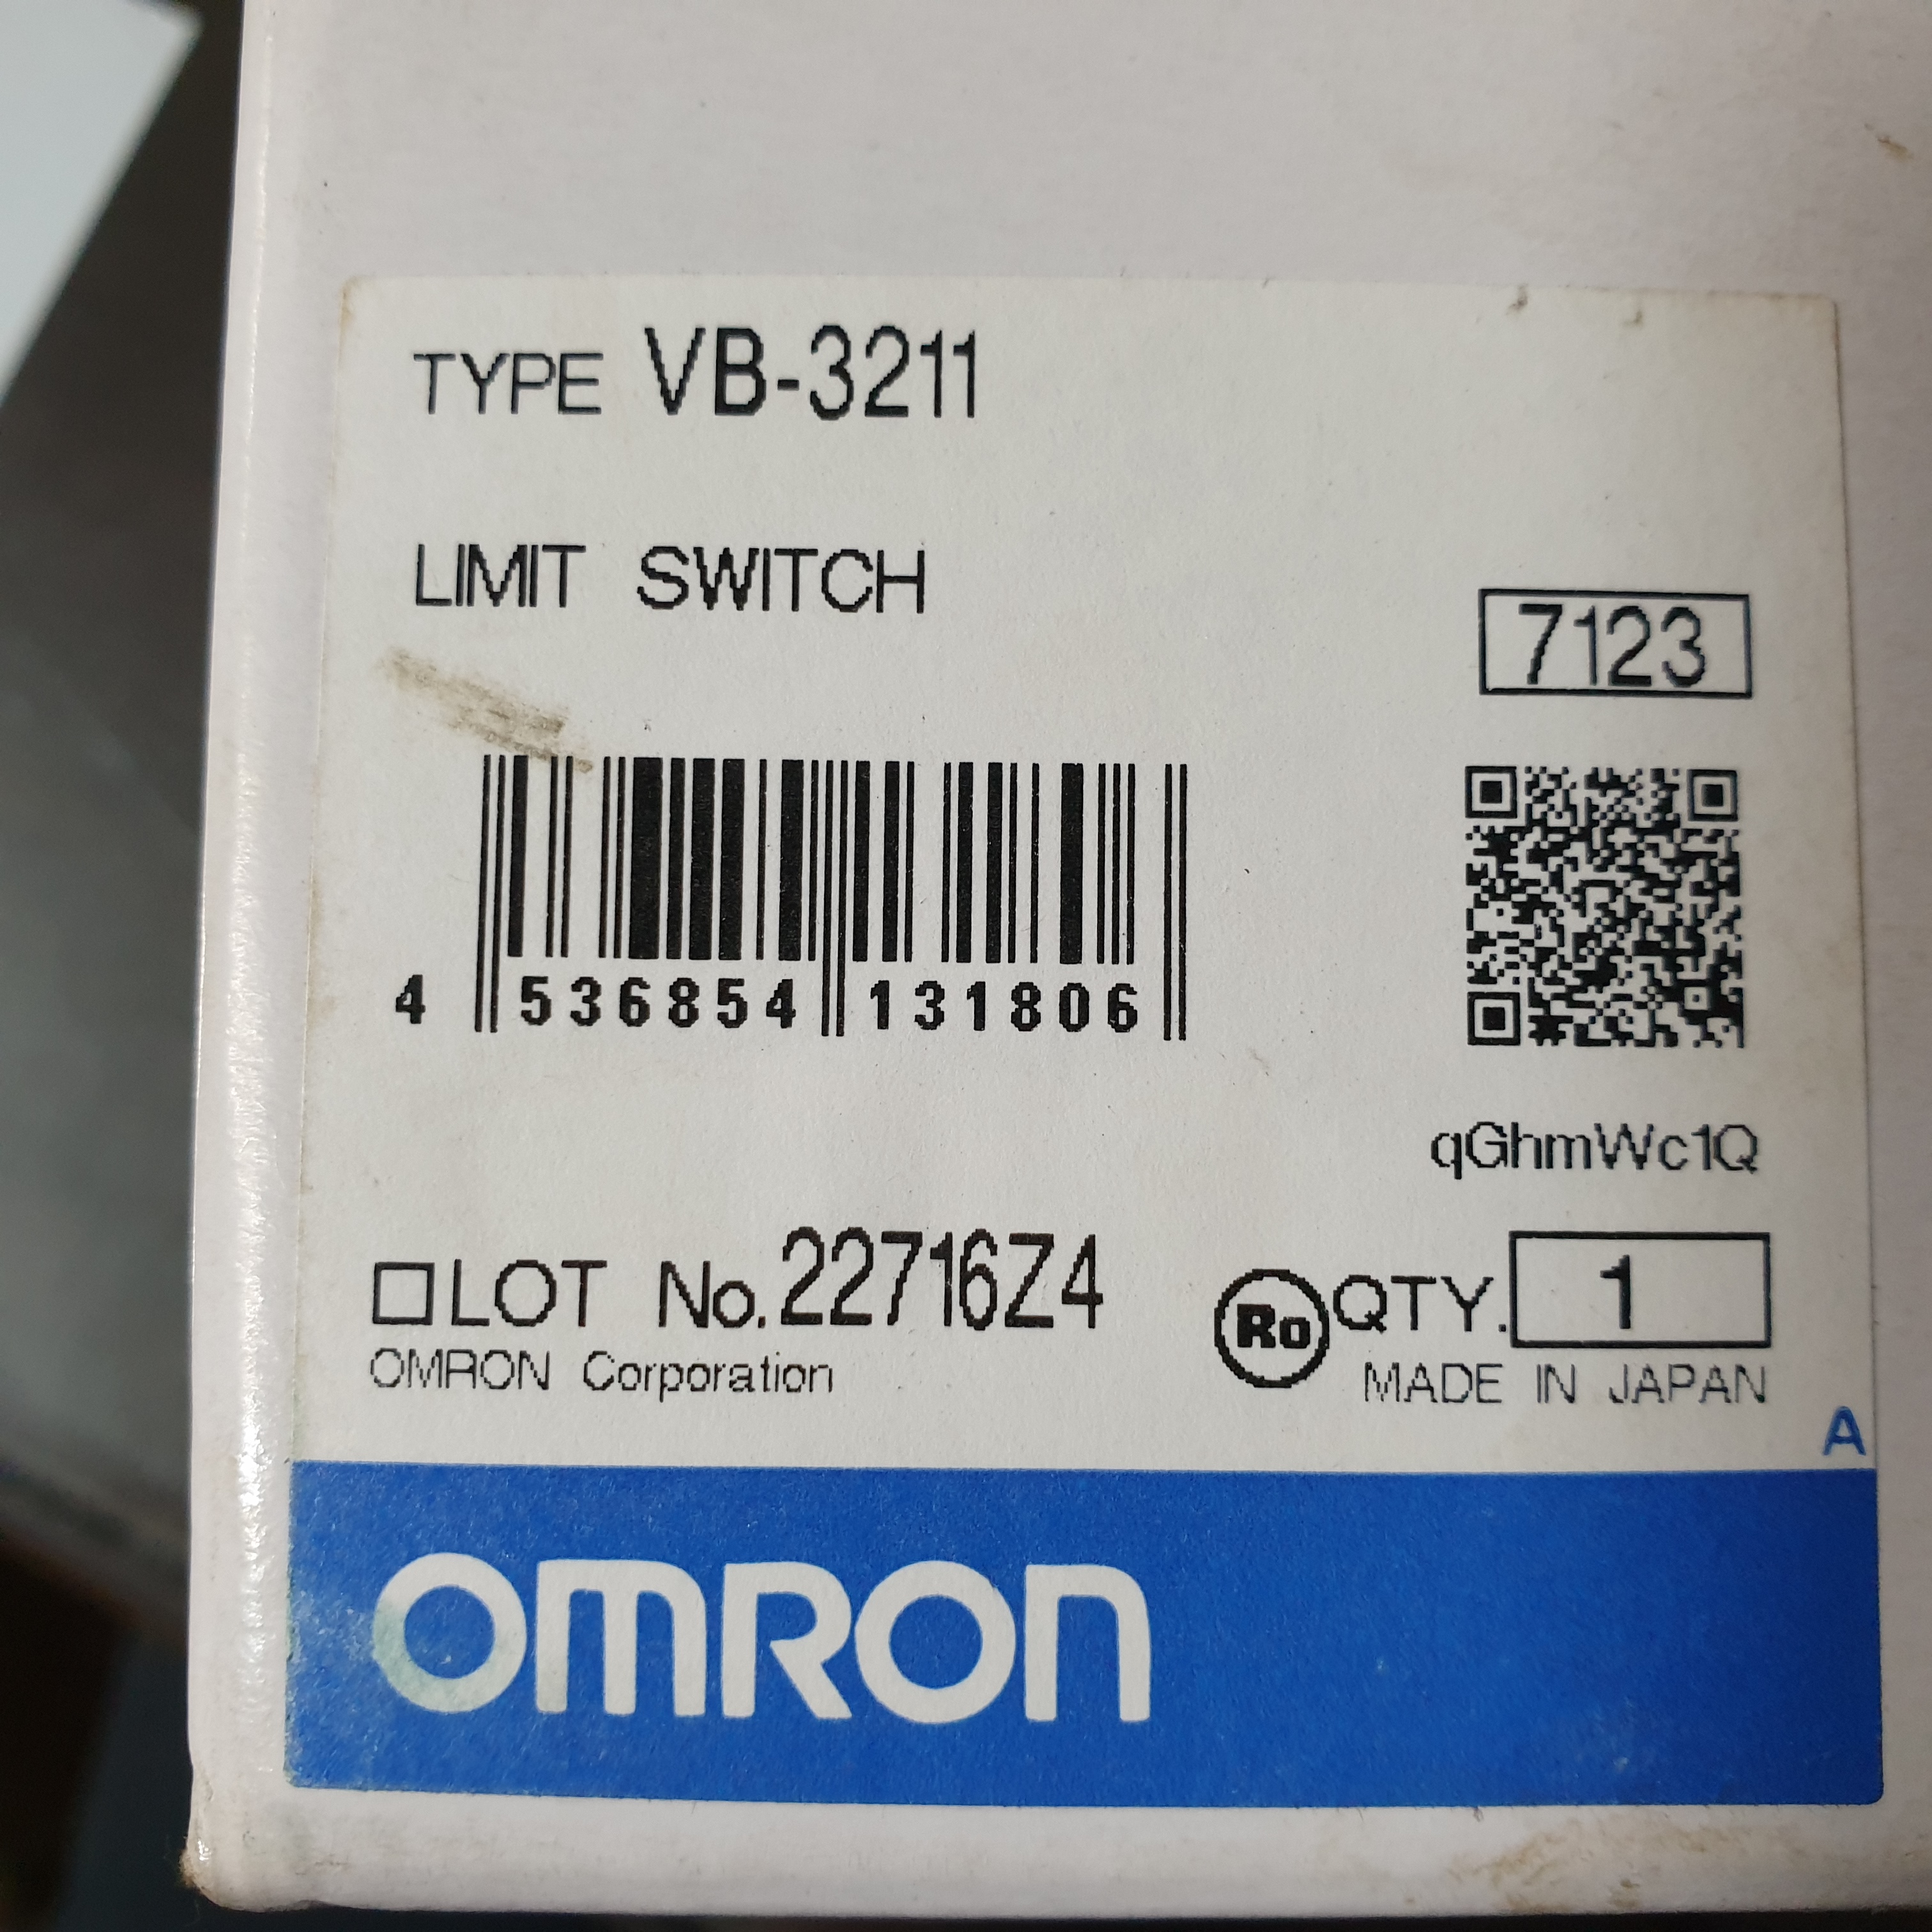 TYPE VB-3211
LIMIT SWITCH
7123
4 536854 131806
qGhmWc1Q
□LOT No.22716Z4
Ro QTY. 1
OMRON Corporation
MADE IN JAPAN
A
OMRON